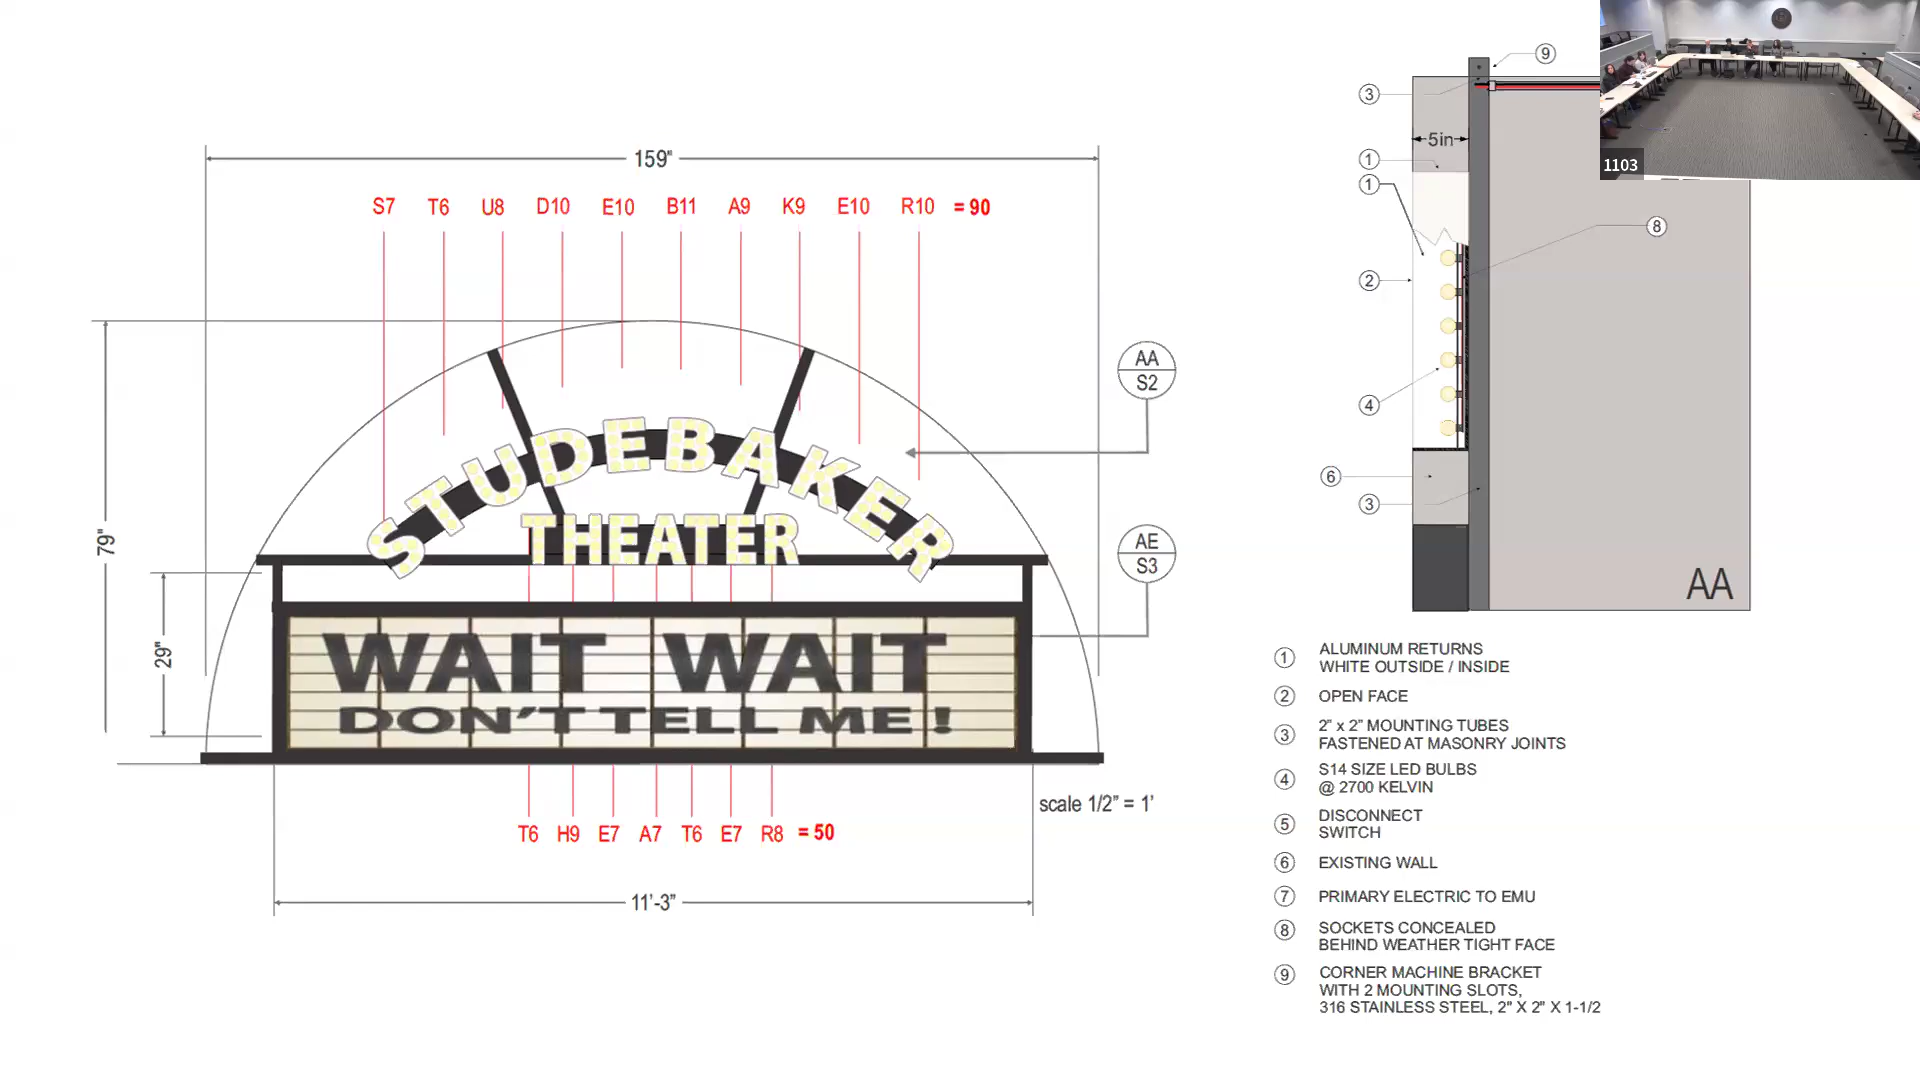 159"
S7 T6 U8 D10 E10 B11 A9 K9 E10 R10 = 90
79"
29"
STUDEBAKER
THEATER
WAIT WAIT
DON'T TELL ME!
AA
S2
AE
S3
scale 1/2" = 1'
T6 H9 E7 A7 T6 E7 R8 = 50
11'-3"
9
3
5in
1
1
8
2
4
6
3
AA
1103
1 ALUMINUM RETURNS
WHITE OUTSIDE / INSIDE
2 OPEN FACE
3 2" x 2" MOUNTING TUBES
FASTENED AT MASONRY JOINTS
4 S14 SIZE LED BULBS
@ 2700 KELVIN
5 DISCONNECT
SWITCH
6 EXISTING WALL
7 PRIMARY ELECTRIC TO EMU
8 SOCKETS CONCEALED
BEHIND WEATHER TIGHT FACE
9 CORNER MACHINE BRACKET
WITH 2 MOUNTING SLOTS,
316 STAINLESS STEEL, 2" X 2" X 1-1/2